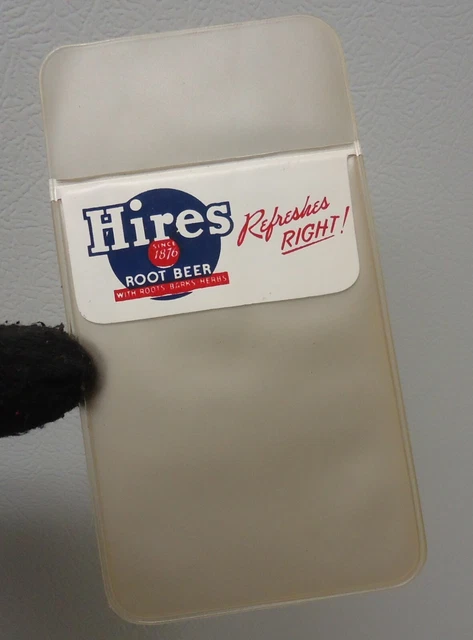 Hires
SINCE
1876
ROOT BEER
WITH ROOTS BARKS HERBS
Refreshes
RIGHT!